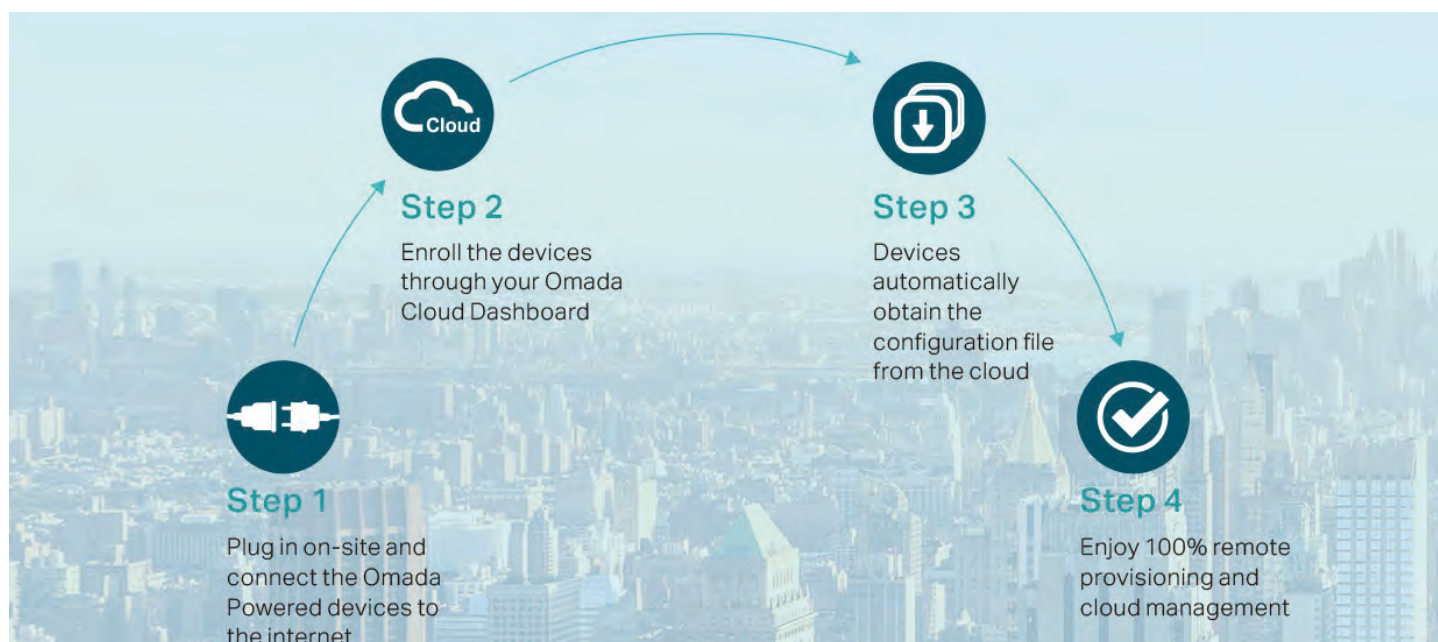 Cloud
Step 1
Plug in on-site and
connect the Omada
Powered devices to
the internet
Step 2
Enroll the devices
through your Omada
Cloud Dashboard
Step 3
Devices
automatically
obtain the
configuration file
from the cloud
Step 4
Enjoy 100% remote
provisioning and
cloud management